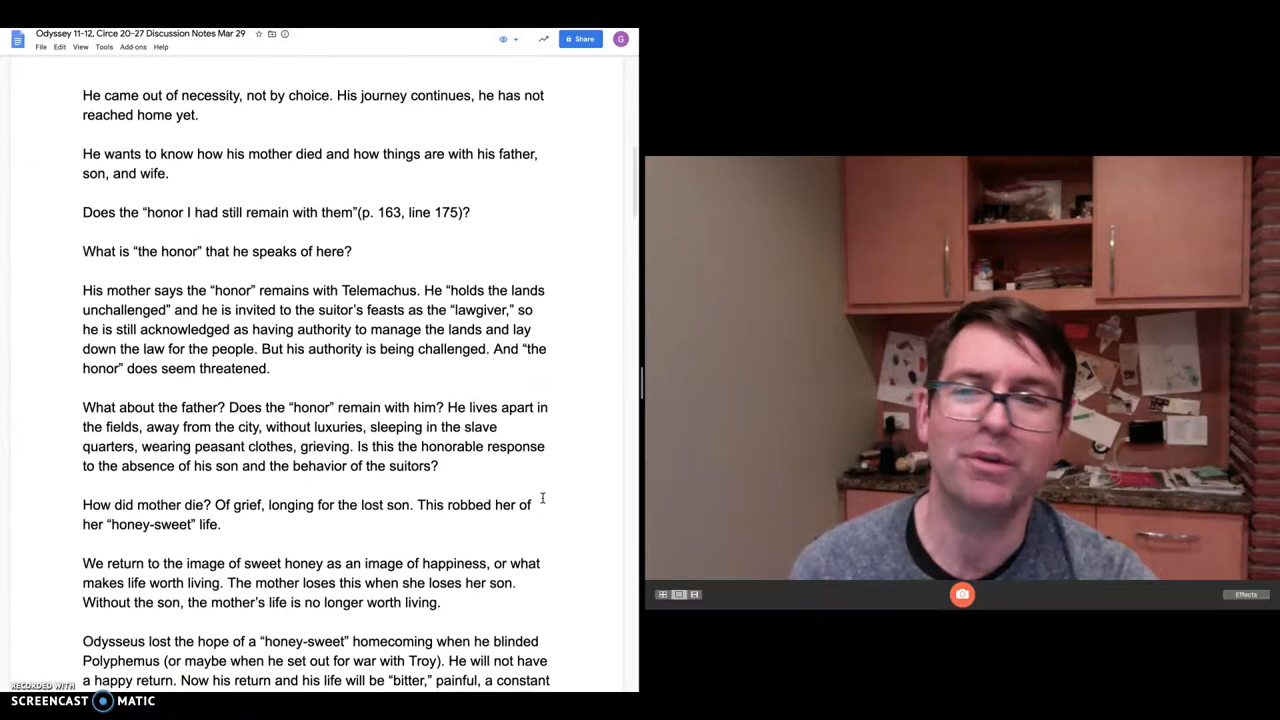 Odyssey 11-12, Circe 20-27 Discussion Notes Mar 29
File Edit View Tools Add-ons Help
Share
G
He came out of necessity, not by choice. His journey continues, he has not
reached home yet.
He wants to know how his mother died and how things are with his father,
son, and wife.
Does the “honor I had still remain with them”(p. 163, line 175)?
What is “the honor” that he speaks of here?
His mother says the “honor” remains with Telemachus. He “holds the lands
unchallenged” and he is invited to the suitor’s feasts as the “lawgiver,” so
he is still acknowledged as having authority to manage the lands and lay
down the law for the people. But his authority is being challenged. And “the
honor” does seem threatened.
What about the father? Does the “honor” remain with him? He lives apart in
the fields, away from the city, without luxuries, sleeping in the slave
quarters, wearing peasant clothes, grieving. Is this the honorable response
to the absence of his son and the behavior of the suitors?
How did mother die? Of grief, longing for the lost son. This robbed her of
her “honey-sweet” life.
We return to the image of sweet honey as an image of happiness, or what
makes life worth living. The mother loses this when she loses her son.
Without the son, the mother’s life is no longer worth living.
Odysseus lost the hope of a “honey-sweet” homecoming when he blinded
Polyphemus (or maybe when he set out for war with Troy). He will not have
a happy return. Now his return and his life will be “bitter,” painful, a constant
Effects
RECORDED WITH
SCREENCAST MATIC